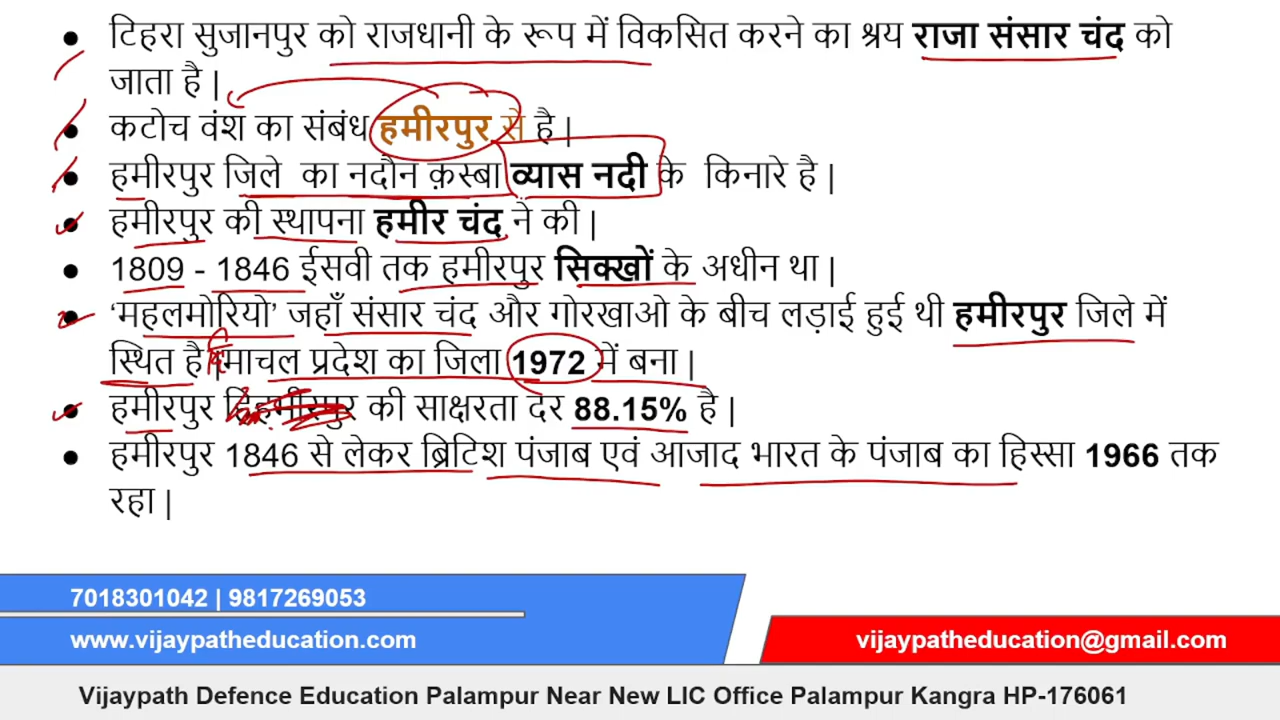 टिहरा सुजानपुर को राजधानी के रूप में विकसित करने का श्रय राजा संसार चंद को
जाता है |
कटोच वंश का संबंध हमीरपुर से है |
हमीरपुर जिले का नदौन क़स्बा व्यास नदी के किनारे है |
हमीरपुर की स्थापना हमीर चंद ने की |
1809 - 1846 ईसवी तक हमीरपुर सिक्खों के अधीन था |
‘महलमोरियो’ जहाँ संसार चंद और गोरखाओ के बीच लड़ाई हुई थी हमीरपुर जिले में
स्थित है | माचल प्रदेश का जिला 1972 में बना |
हमीरपुर की साक्षरता दर 88.15% है |
हमीरपुर 1846 से लेकर ब्रिटिश पंजाब एवं आजाद भारत के पंजाब का हिस्सा 1966 तक
रहा |
7018301042 | 9817269053
www.vijaypatheducation.com
vijaypatheducation@gmail.com
Vijaypath Defence Education Palampur Near New LIC Office Palampur Kangra HP-176061